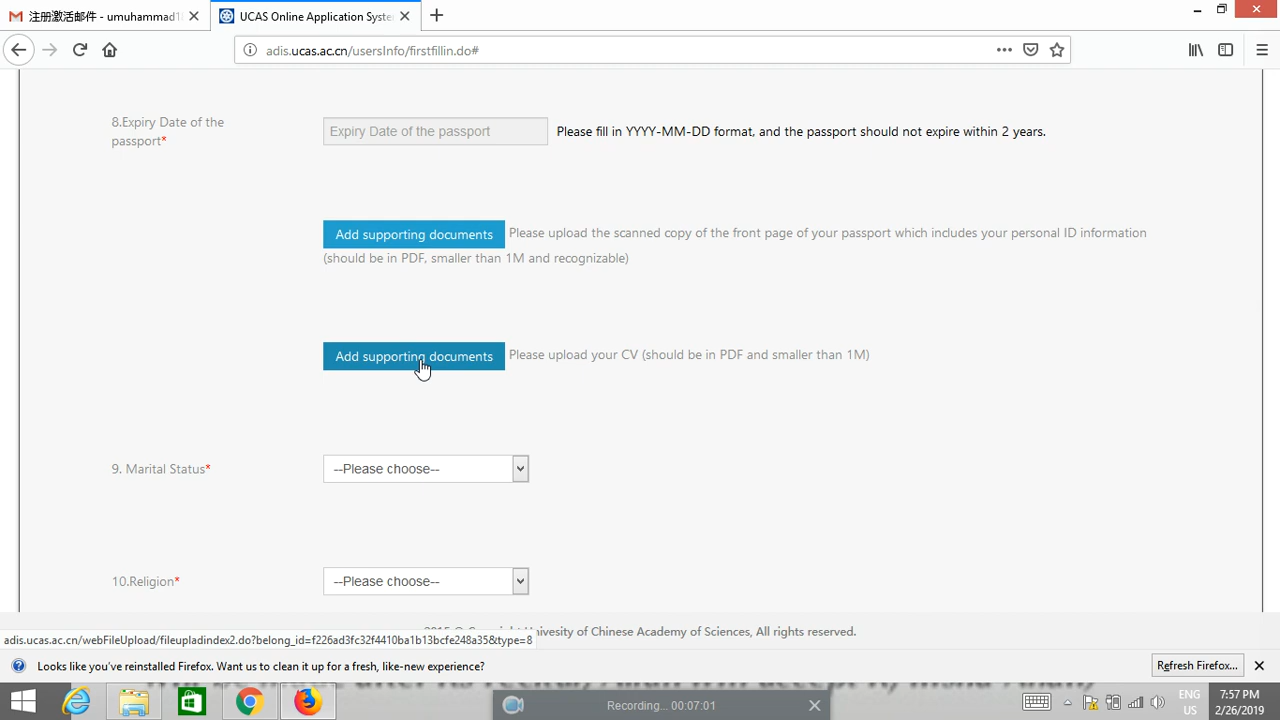 注册激活邮件 - umuhammad1
UCAS Online Application Syste
adis.ucas.ac.cn/usersInfo/firstfillin.do#
8.Expiry Date of the
passport*
Expiry Date of the passport
Please fill in YYYY-MM-DD format, and the passport should not expire within 2 years.
Add supporting documents Please upload the scanned copy of the front page of your passport which includes your personal ID information
(should be in PDF, smaller than 1M and recognizable)
Add supporting documents Please upload your CV (should be in PDF and smaller than 1M)
9. Marital Status*
--Please choose--
10.Religion*
--Please choose--
2015 © Copyright Univesity of Chinese Academy of Sciences, All rights reserved.
adis.ucas.ac.cn/webFileUpload/fileupladindex2.do?belong_id=f226ad3fc32f4410ba1b13bcfe248a35&type=8
Looks like you've reinstalled Firefox. Want us to clean it up for a fresh, like-new experience?
Refresh Firefox...
Recording... 00:07:01
ENG
US
7:57 PM
2/26/2019